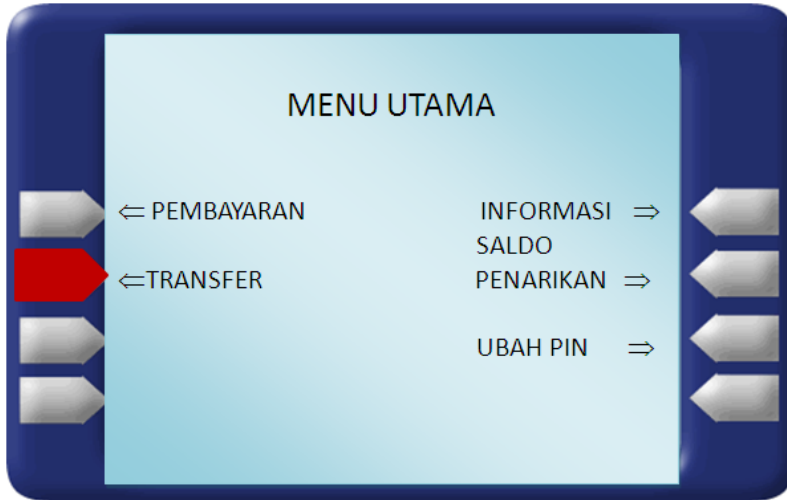 MENU UTAMA
⇐ PEMBAYARAN
INFORMASI ⇒
SALDO
⇐TRANSFER
PENARIKAN ⇒
UBAH PIN ⇒